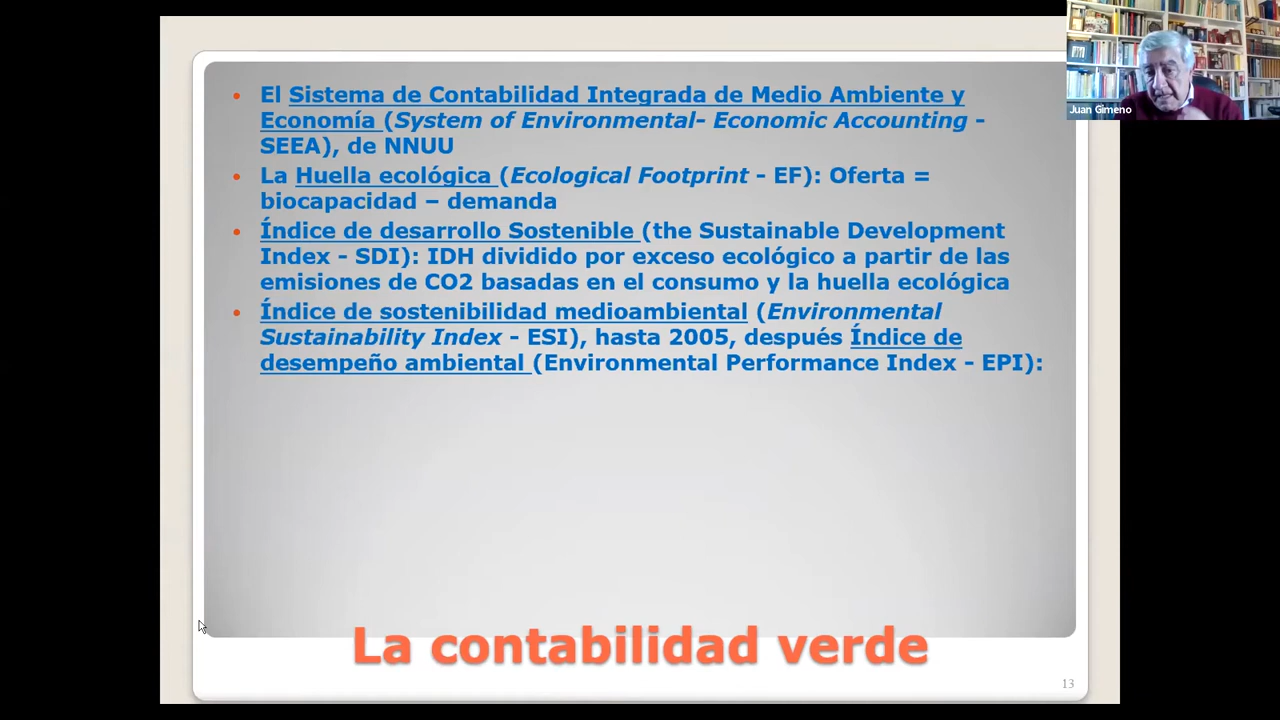 El Sistema de Contabilidad Integrada de Medio Ambiente y
Economía (System of Environmental- Economic Accounting -
SEEA), de NNUU
La Huella ecológica (Ecological Footprint - EF): Oferta =
biocapacidad – demanda
Índice de desarrollo Sostenible (the Sustainable Development
Index - SDI): IDH dividido por exceso ecológico a partir de las
emisiones de CO2 basadas en el consumo y la huella ecológica
Índice de sostenibilidad medioambiental (Environmental
Sustainability Index - ESI), hasta 2005, después Índice de
desempeño ambiental (Environmental Performance Index - EPI):
La contabilidad verde
13
Juan Gimeno